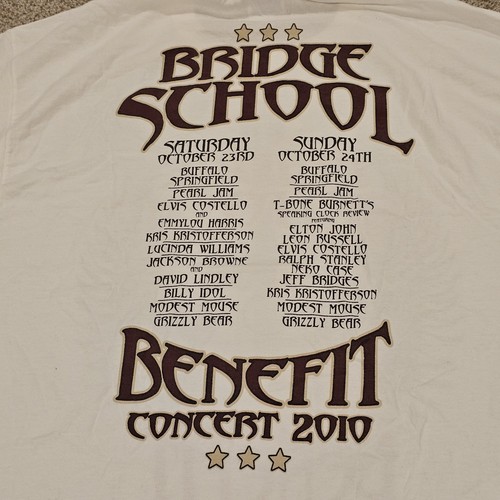 BRIDGE
SCHOOL
SATURDAY
OCTOBER 23RD
BUFFALO
SPRINGFIELD
PEARL JAM
ELVIS COSTELLO
AND
EMMYLOU HARRIS
KRIS KRISTOFFERSON
LUCINDA WILLIAMS
JACKSON BROWNE
AND
DAVID LINDLEY
BILLY IDOL
MODEST MOUSE
GRIZZLY BEAR
SUNDAY
OCTOBER 24TH
BUFFALO
SPRINGFIELD
PEARL JAM
T-BONE BURNETT'S
SPEAKING CLOCK REVIEW
FEATURING
ELTON JOHN
LEON RUSSELL
ELVIS COSTELLO
RALPH STANLEY
NEKO CASE
JEFF BRIDGES
KRIS KRISTOFFERSON
MODEST MOUSE
GRIZZLY BEAR
BENEFIT
CONCERT 2010